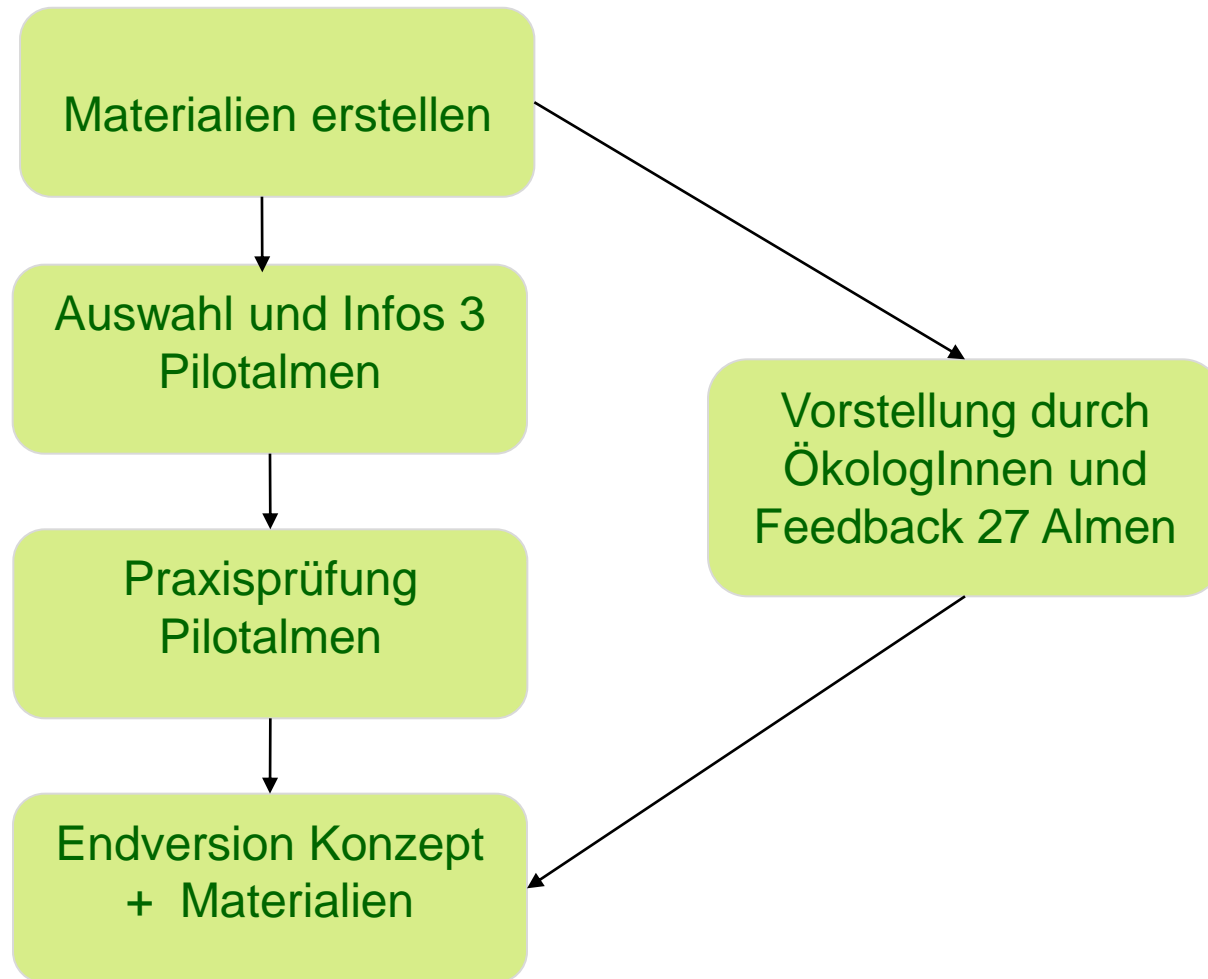 Materialien erstellen
Auswahl und Infos 3
Pilotalmen
Vorstellung durch
ÖkologInnen und
Feedback 27 Almen
Praxisprüfung
Pilotalmen
Endversion Konzept
+ Materialien